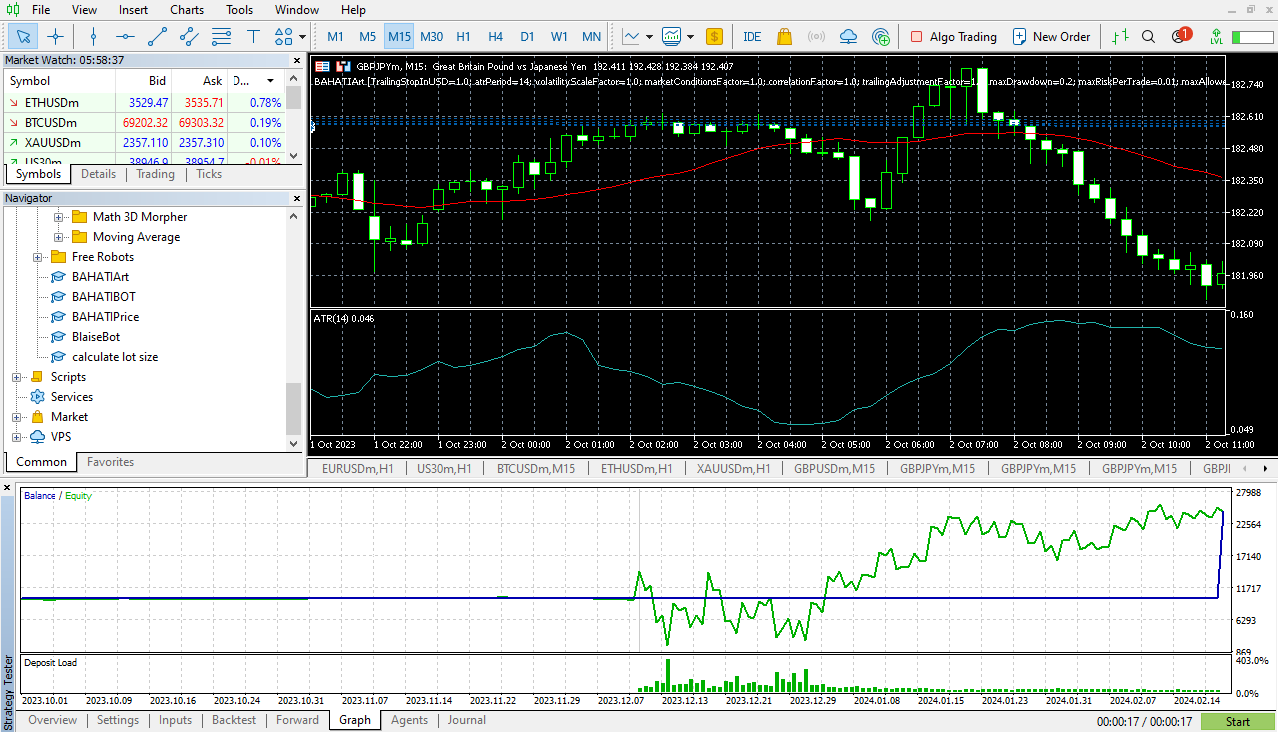 File View Insert Charts Tools Window Help
M1 M5 M15 M30 H1 H4 D1 W1 MN $ IDE Algo Trading New Order 1 LVL
Market Watch: 05:58:37
Symbol Bid Ask D...
ETHUSDm 3529.47 3535.71 0.78%
BTCUSDm 69202.32 69303.32 0.19%
XAUUSDm 2357.110 2357.310 0.10%
US30m 38946.9 38954.7 -0.01%
Symbols Details Trading Ticks
Navigator
Math 3D Morpher
Moving Average
Free Robots
BAHATIArt
BAHATIBOT
BAHATIPrice
BlaiseBot
calculate lot size
Scripts
Services
Market
VPS
Common Favorites
GBPJPYm, M15: Great Britain Pound vs Japanese Yen 182.411 182.428 182.384 182.407
BAHATIArt [TrailingStopInUSD=1.0; atrPeriod=14; volatilityScaleFactor=1.0; marketConditionsFactor=1.0; correlationFactor=1.0; trailingAdjustmentFactor=1. maxDrawdown=0.2; maxRiskPerTrade=0.01; maxAllowe
182.740
182.610
182.480
182.350
182.220
182.090
181.960
ATR(14) 0.046
0.160
0.049
1 Oct 2023 1 Oct 22:00 1 Oct 23:00 2 Oct 00:00 2 Oct 01:00 2 Oct 02:00 2 Oct 03:00 2 Oct 04:00 2 Oct 05:00 2 Oct 06:00 2 Oct 07:00 2 Oct 08:00 2 Oct 09:00 2 Oct 10:00 2 Oct 11:00
EURUSDm,H1 US30m,H1 BTCUSDm,M15 ETHUSDm,H1 XAUUSDm,H1 GBPUSDm,M15 GBPJPYm,M15 GBPJPYm,M15 GBPJPYm,M15 GBPJ
Strategy Tester
Balance / Equity
27988
22564
17140
11717
6293
869
Deposit Load
403.0%
0.0%
2023.10.01 2023.10.09 2023.10.16 2023.10.24 2023.10.31 2023.11.07 2023.11.14 2023.11.22 2023.11.29 2023.12.07 2023.12.13 2023.12.21 2023.12.29 2024.01.08 2024.01.15 2024.01.23 2024.01.31 2024.02.07 2024.02.14
Overview Settings Inputs Backtest Forward Graph Agents Journal 00:00:17 / 00:00:17 Start